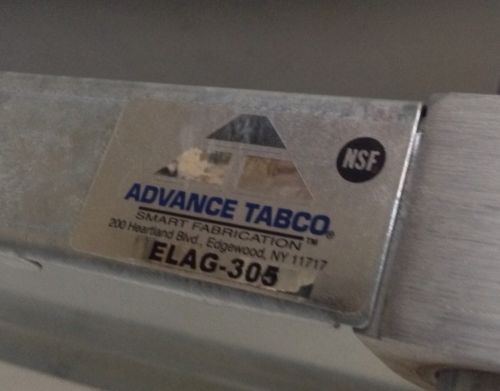 NSF
ADVANCE TABCO®
SMART FABRICATION™
200 Heartland Blvd., Edgewood, NY 11717
ELAG-305